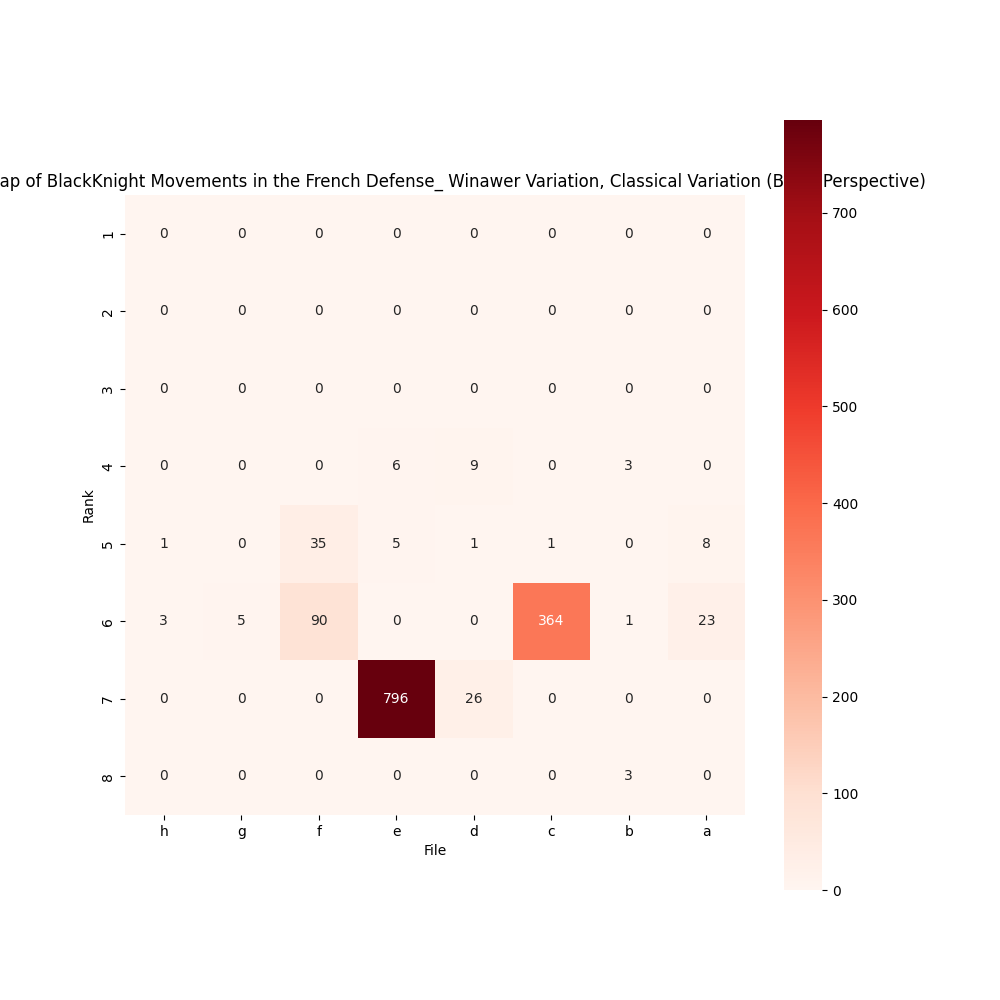 ap of BlackKnight Movements in the French Defense_ Winawer Variation, Classical Variation (B Perspective)
700
1 0 0 0 0 0 0 0 0
2 0 0 0 0 0 0 0 0
600
3 0 0 0 0 0 0 0 0
500
4 0 0 0 6 9 0 3 0
400
Rank
5 1 0 35 5 1 1 0 8
300
6 3 5 90 0 0 364 1 23
200
7 0 0 0 796 26 0 0 0
100
8 0 0 0 0 0 0 3 0
h g f e d c b a
File
0